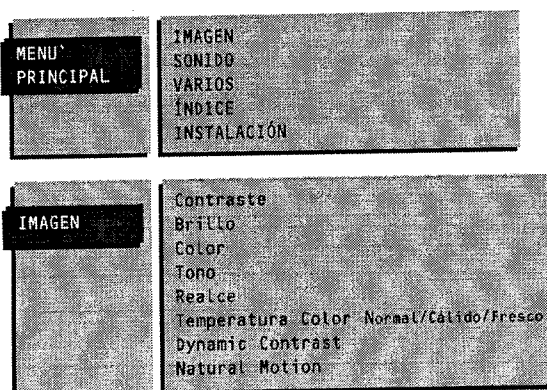 MENU`
PRINCIPAL
IMAGEN
SONIDO
VARIOS
ÍNDICE
INSTALACIÓN
IMAGEN
Contraste
Brillo
Color
Tono
Realce
Temperatura Color Normal/Cálido/Fresco
Dynamic Contrast
Natural Motion